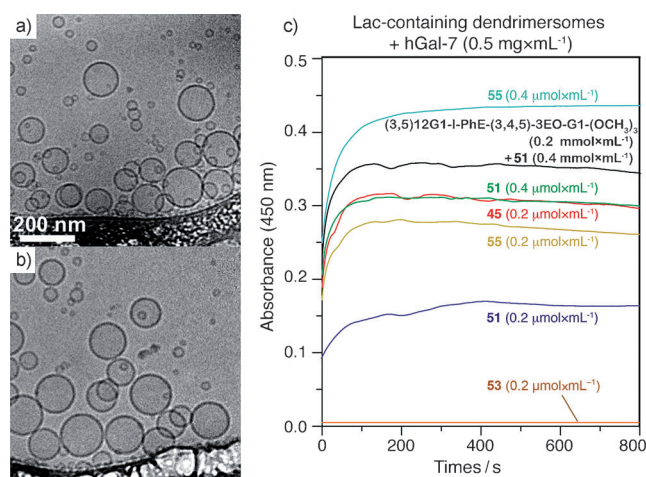 a)
200 nm
b)
c)
Lac-containing dendrimersomes
+ hGal-7 (0.5 mg×mL⁻¹)
Absorbance (450 nm)
0.5
0.4
0.3
0.2
0.1
0.0
55 (0.4 μmol×mL⁻¹)
(3,5)12G1-l-PhE-(3,4,5)-3EO-G1-(OCH₃)₃
(0.2 mmol×mL⁻¹)
+ 51 (0.4 mmol×mL⁻¹)
51 (0.4 μmol×mL⁻¹)
45 (0.2 μmol×mL⁻¹)
55 (0.2 μmol×mL⁻¹)
51 (0.2 μmol×mL⁻¹)
53 (0.2 μmol×mL⁻¹)
0 200 400 600 800
Times / s